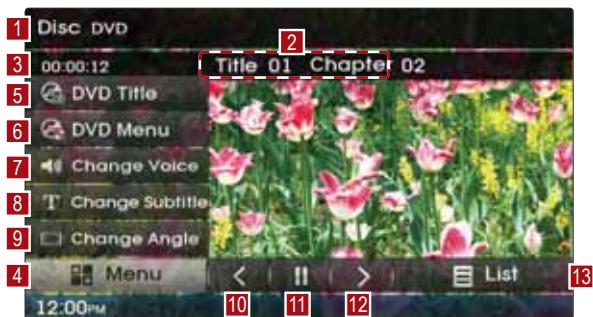 1 Disc DVD
2
3 00:00:12 Title 01 Chapter 02
5 DVD Title
6 DVD Menu
7 Change Voice
8 T Change Subtitle
9 Change Angle
4 Menu List 13
12:00PM 10 11 12